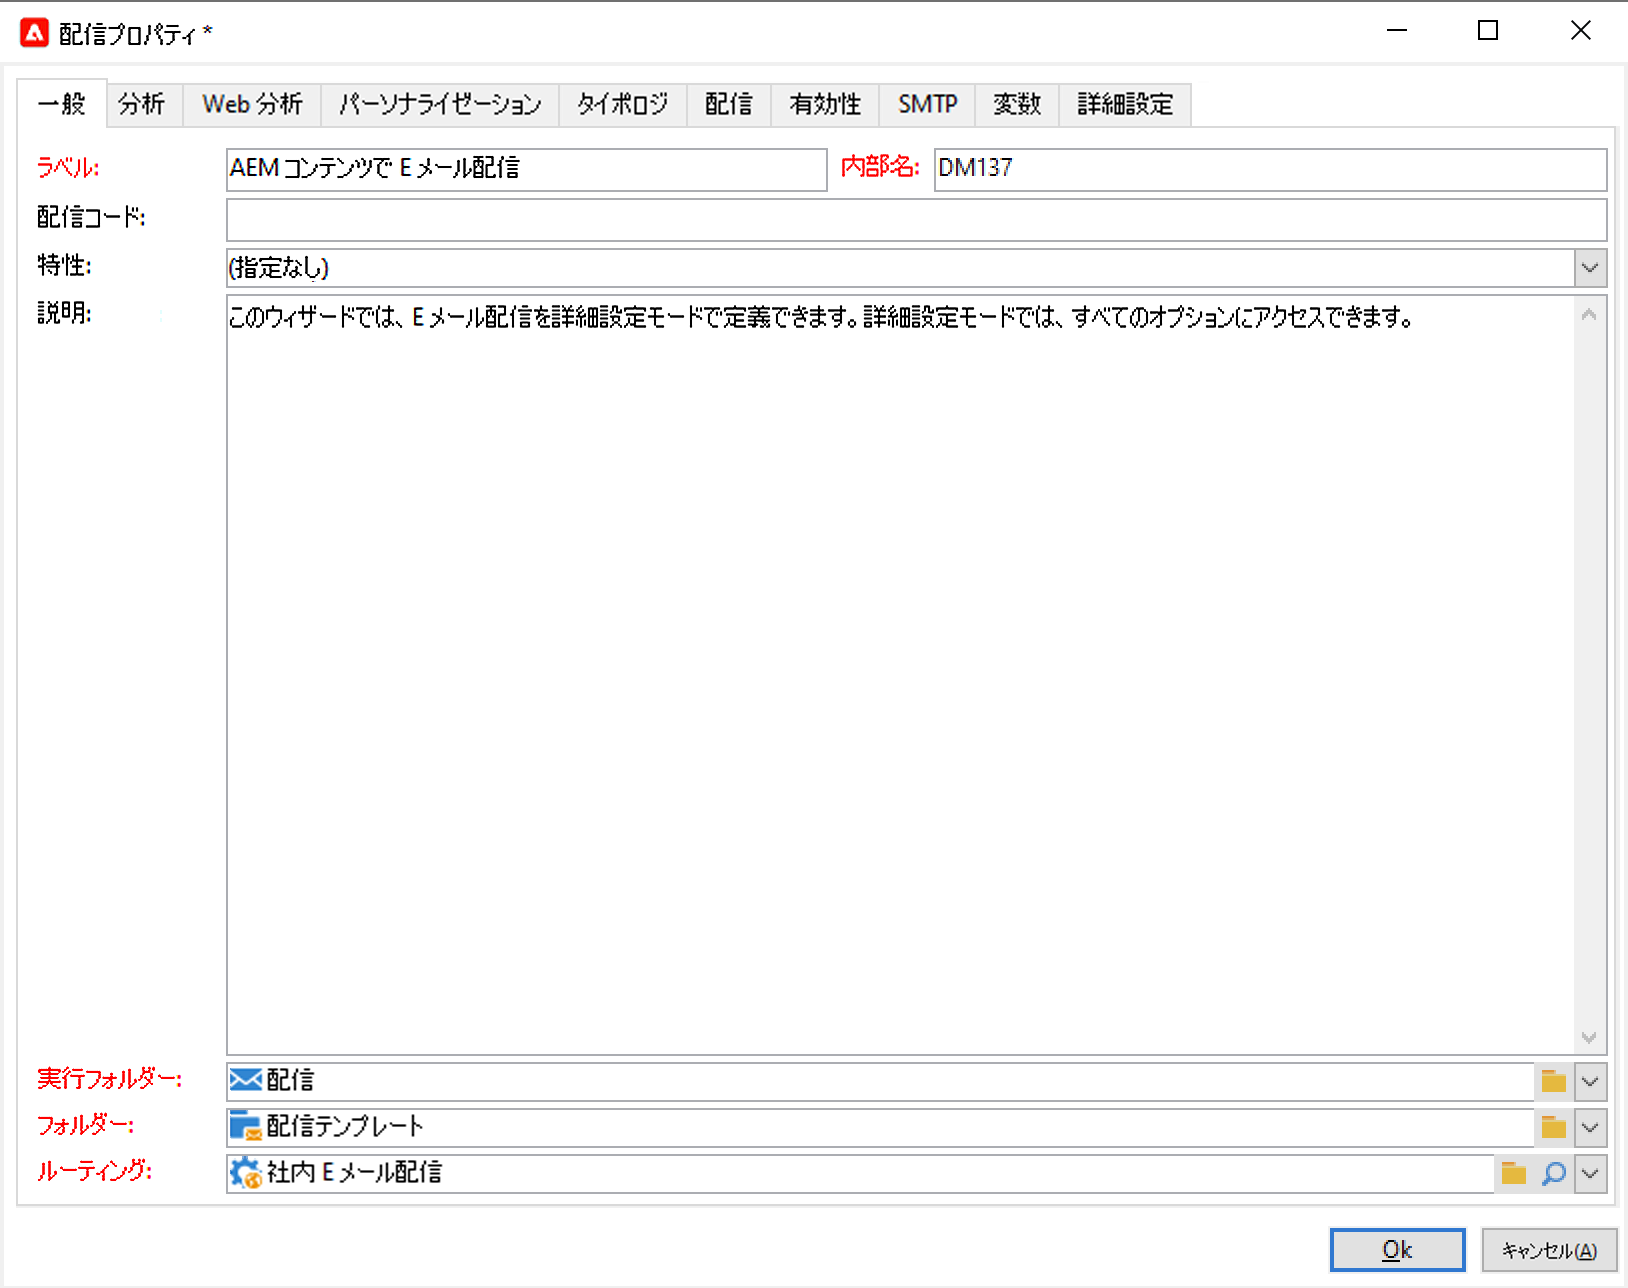 配信プロパティ *
一般 分析 Web 分析 パーソナライゼーション タイポロジ 配信 有効性 SMTP 変数 詳細設定
ラベル: AEM コンテンツで E メール配信 内部名: DM137
配信コード:
特性: (指定なし)
説明: このウィザードでは、E メール配信を詳細設定モードで定義できます。詳細設定モードでは、すべてのオプションにアクセスできます。
実行フォルダー: 配信
フォルダー: 配信テンプレート
ルーティング: 社内 E メール配信
Ok キャンセル(A)